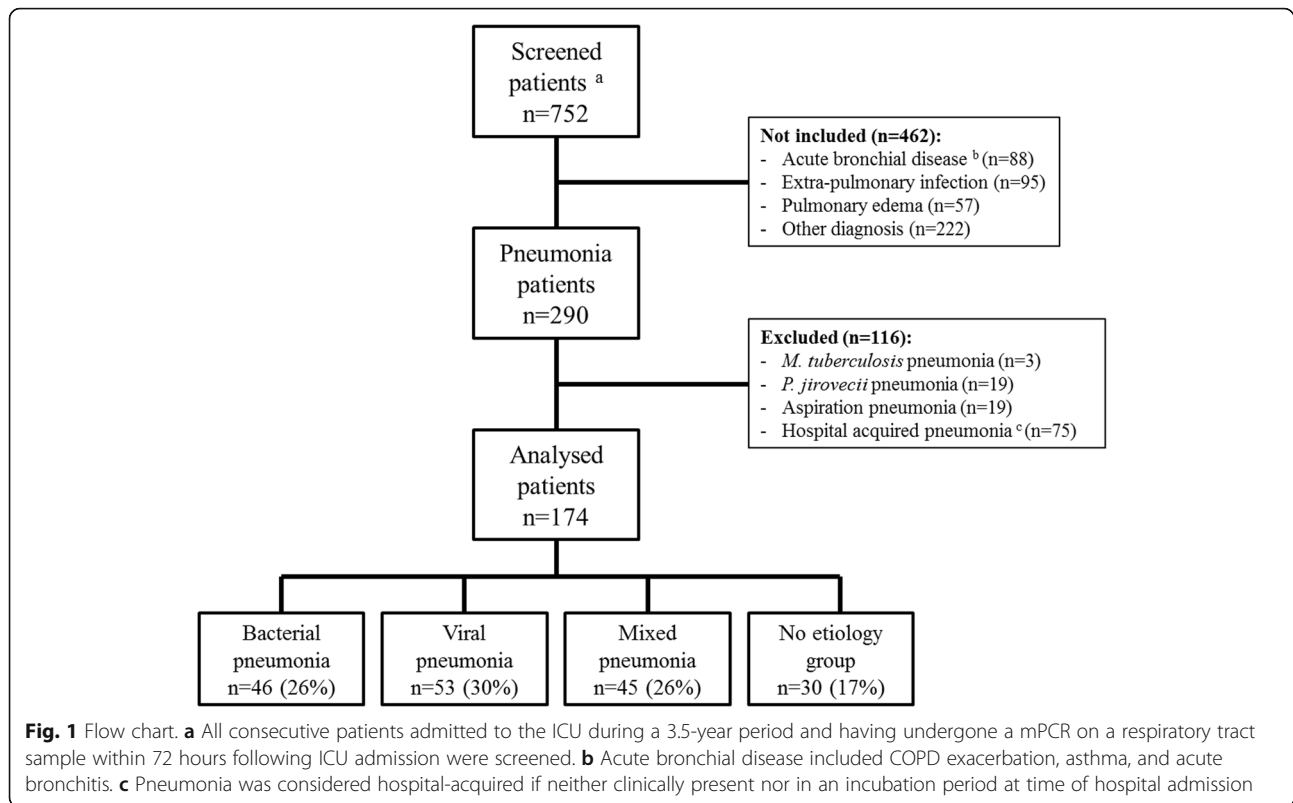 Screened
patients a
n=752
Not included (n=462):
- Acute bronchial disease b (n=88)
- Extra-pulmonary infection (n=95)
- Pulmonary edema (n=57)
- Other diagnosis (n=222)
Pneumonia
patients
n=290
Excluded (n=116):
- M. tuberculosis pneumonia (n=3)
- P. jirovecii pneumonia (n=19)
- Aspiration pneumonia (n=19)
- Hospital acquired pneumonia c (n=75)
Analysed
patients
n=174
Bacterial
pneumonia
n=46 (26%)
Viral
pneumonia
n=53 (30%)
Mixed
pneumonia
n=45 (26%)
No etiology
group
n=30 (17%)
Fig. 1 Flow chart. a All consecutive patients admitted to the ICU during a 3.5-year period and having undergone a mPCR on a respiratory tract
sample within 72 hours following ICU admission were screened. b Acute bronchial disease included COPD exacerbation, asthma, and acute
bronchitis. c Pneumonia was considered hospital-acquired if neither clinically present nor in an incubation period at time of hospital admission